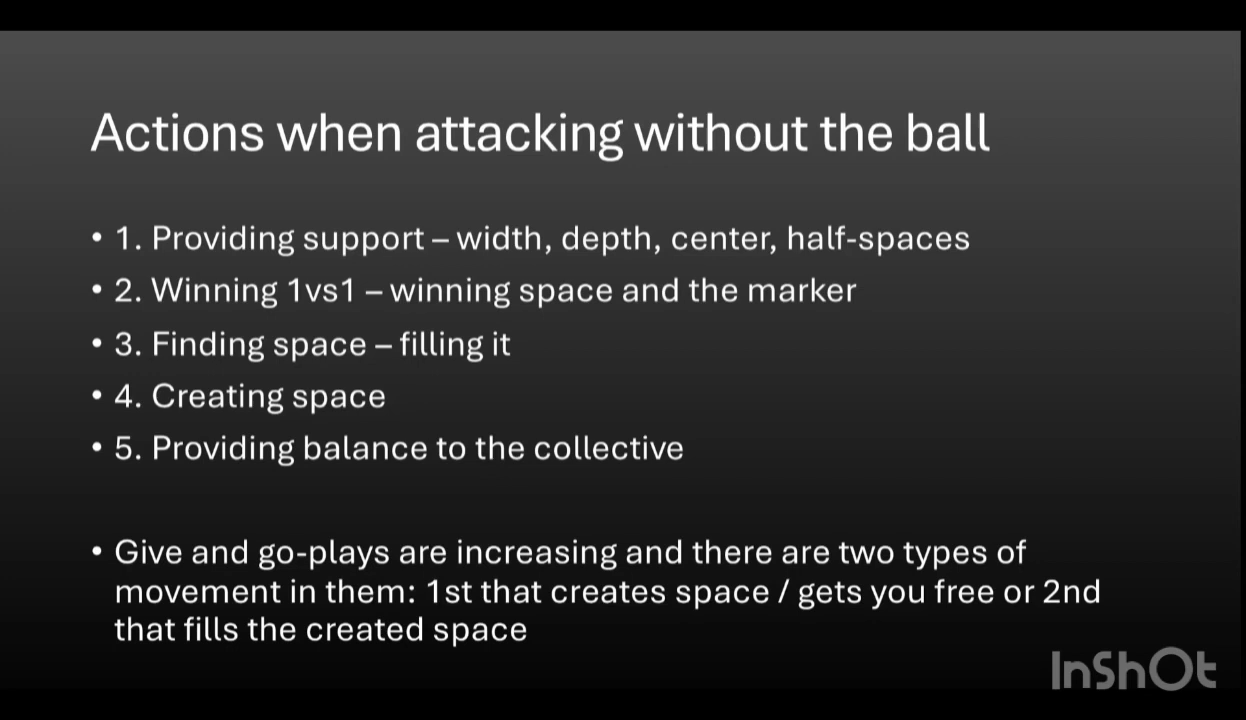 Actions when attacking without the ball
• 1. Providing support – width, depth, center, half-spaces
• 2. Winning 1vs1 – winning space and the marker
• 3. Finding space – filling it
• 4. Creating space
• 5. Providing balance to the collective
• Give and go-plays are increasing and there are two types of
movement in them: 1st that creates space / gets you free or 2nd
that fills the created space
InShOt